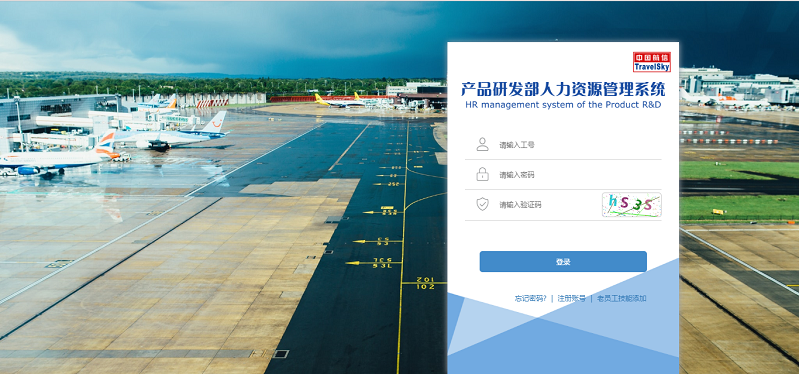 中国航信
TravelSky
产品研发部人力资源管理系统
HR management system of the Product R&D
请输入工号
请输入密码
请输入验证码
hS3S
登录
忘记密码? | 注册账号 | 老员工技能添加
201
102